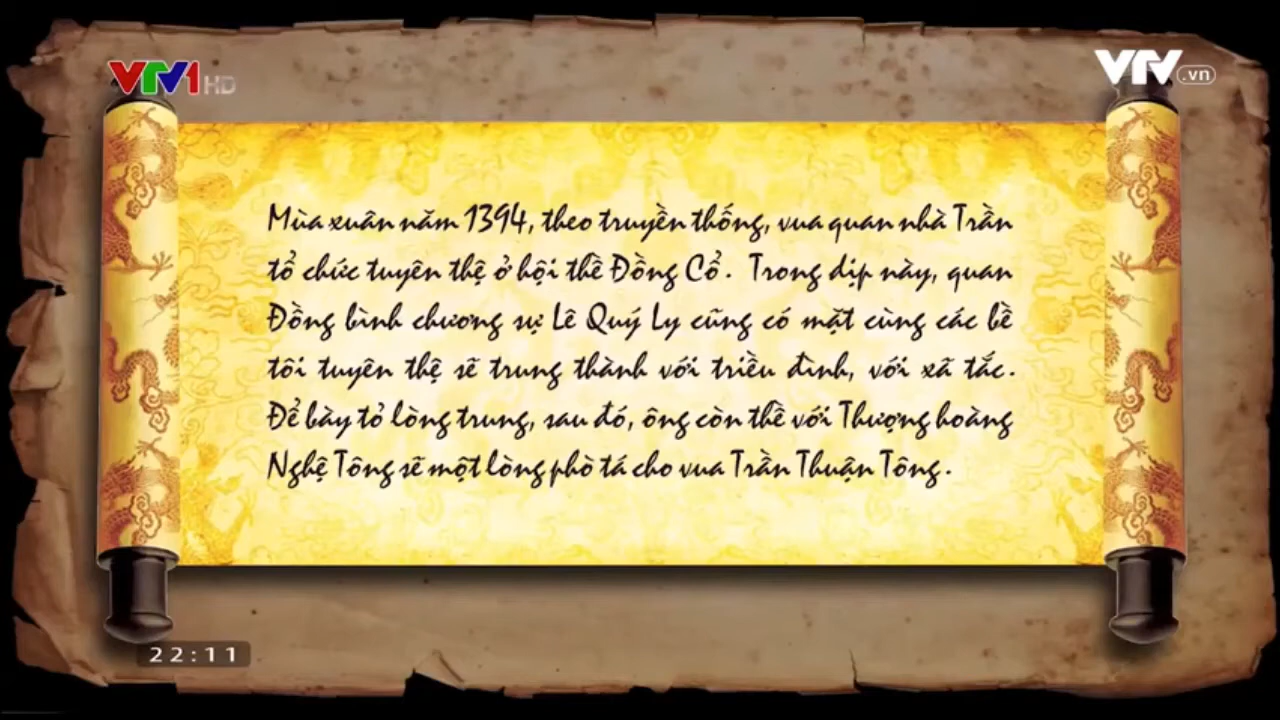 VTV1 HD
VTV.vn
Mùa xuân năm 1394, theo truyền thống, vua quan nhà Trần
tổ chức tuyên thệ ở hội thề Đồng Cổ. Trong dịp này, quan
Đồng bình chương sự Lê Quý Ly cũng có mặt cùng các bề
tôi tuyên thệ sẽ trung thành với triều đình, với xã tắc.
Để bày tỏ lòng trung, sau đó, ông còn thề với Thượng hoàng
Nghệ Tông sẽ một lòng phò tá cho vua Trần Thuận Tông.
22:11